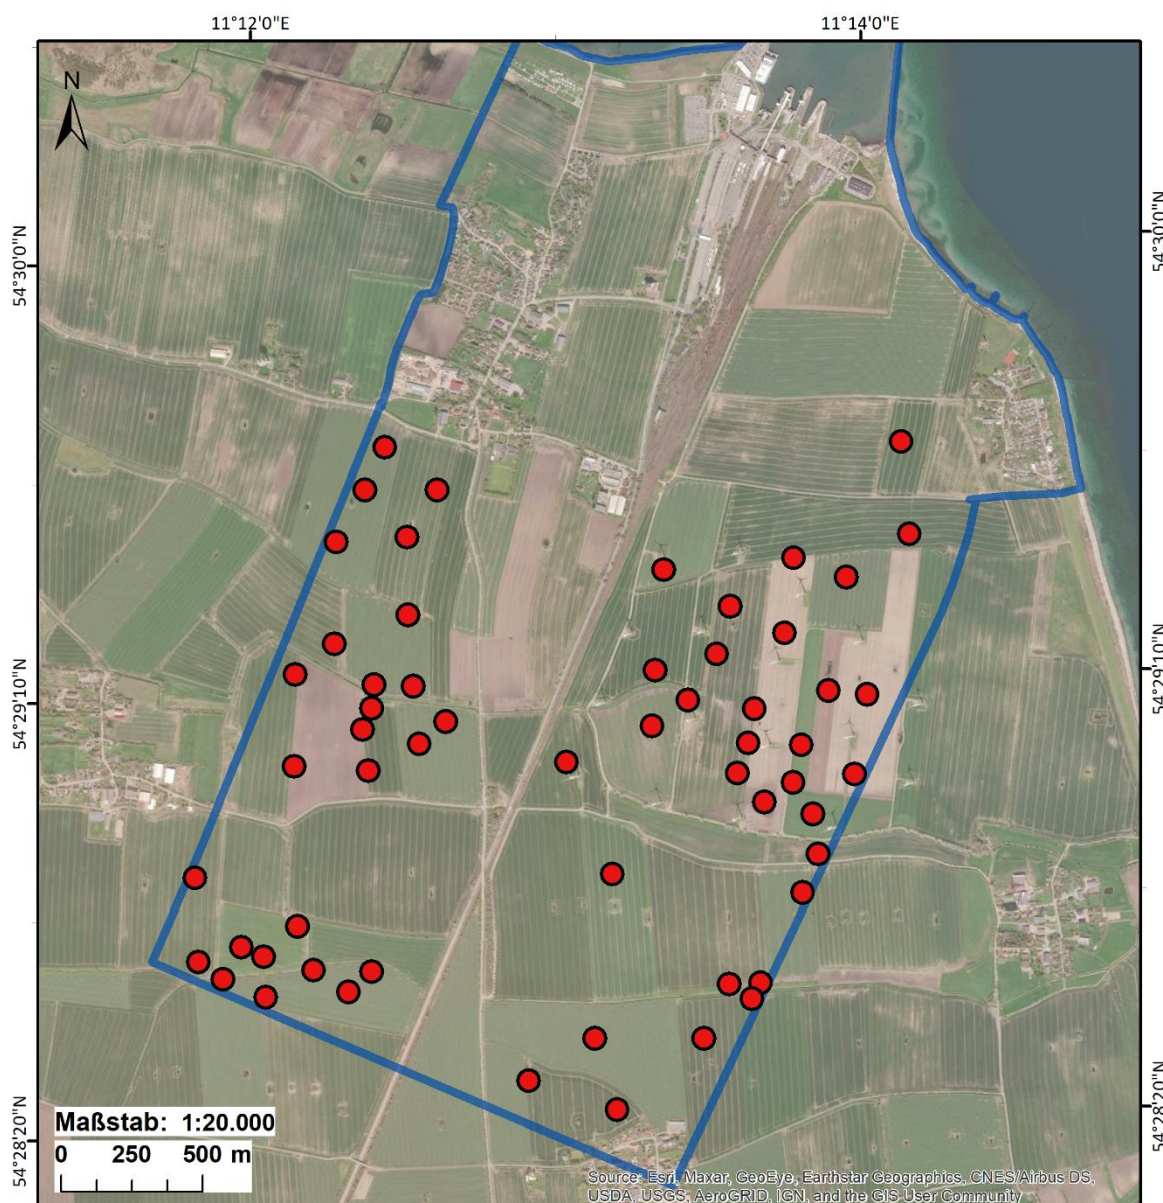 11°12'0"E
11°14'0"E
N
54°30'0"N
54°30'0"N
54°29'10"N
54°29'10"N
54°28'20"N
54°28'20"N
Maßstab: 1:20.000
0 250 500 m
Source: Esri, Maxar, GeoEye, Earthstar Geographics, CNES/Airbus DS,
USDA, USGS, AeroGRID, IGN, and the GIS User Community